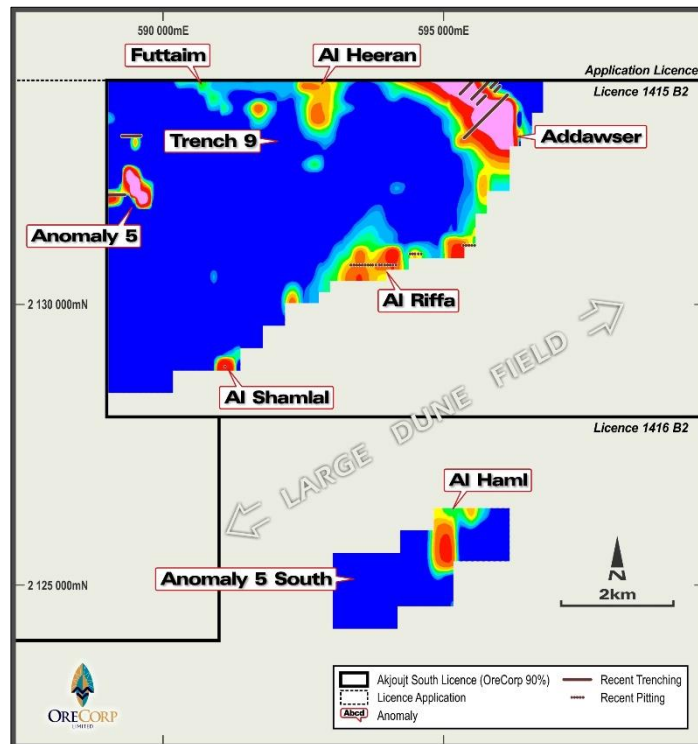 590 000mE
595 000mE
Futtaim
Al Heeran
Application Licence
Licence 1415 B2
Trench 9
Addawser
Anomaly 5
2 130 000mN
Al Riffa
LARGE DUNE FIELD
Al Shamlal
Licence 1416 B2
Al Haml
Anomaly 5 South
2 125 000mN
N
2km
Akjoujt South Licence (OreCorp 90%)
Licence Application
Abcd Anomaly
Recent Trenching
Recent Pitting
ORECORP
LIMITED